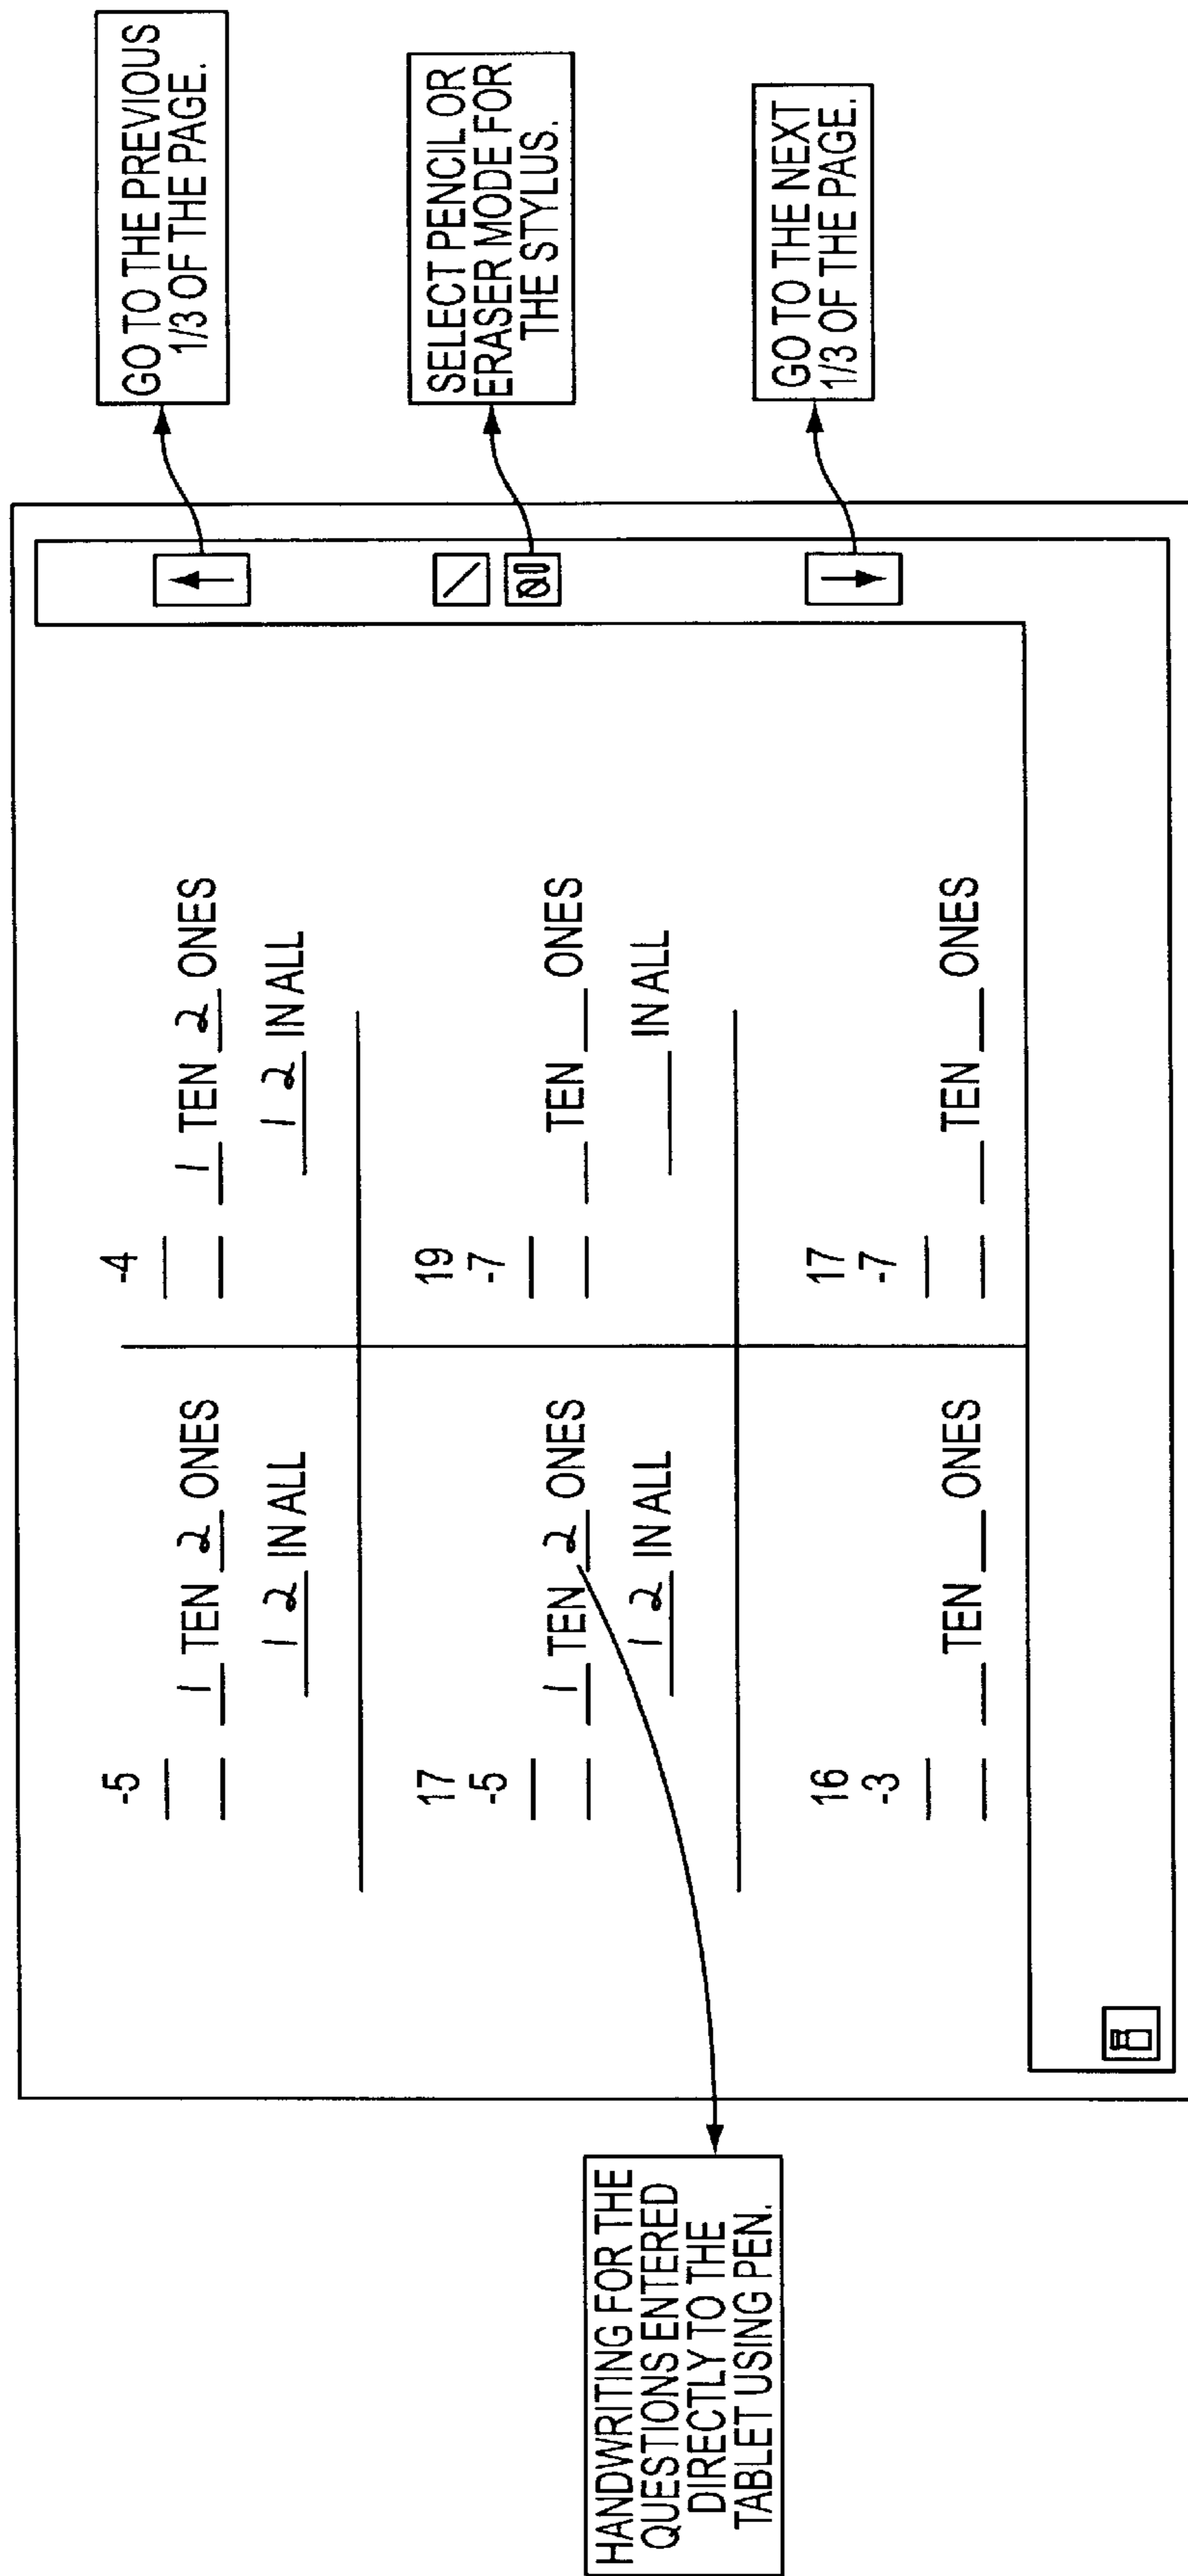 GO TO THE PREVIOUS
1/3 OF THE PAGE.
SELECT PENCIL OR
ERASER MODE FOR
THE STYLUS.
GO TO THE NEXT
1/3 OF THE PAGE.
-5
1 TEN 2 ONES
12 IN ALL
-4
1 TEN 2 ONES
12 IN ALL
17
-5
1 TEN 2 ONES
12 IN ALL
19
-7
TEN ONES
IN ALL
16
-3
TEN ONES
17
-7
TEN ONES
HANDWRITING FOR THE
QUESTIONS ENTERED
DIRECTLY TO THE
TABLET USING PEN.